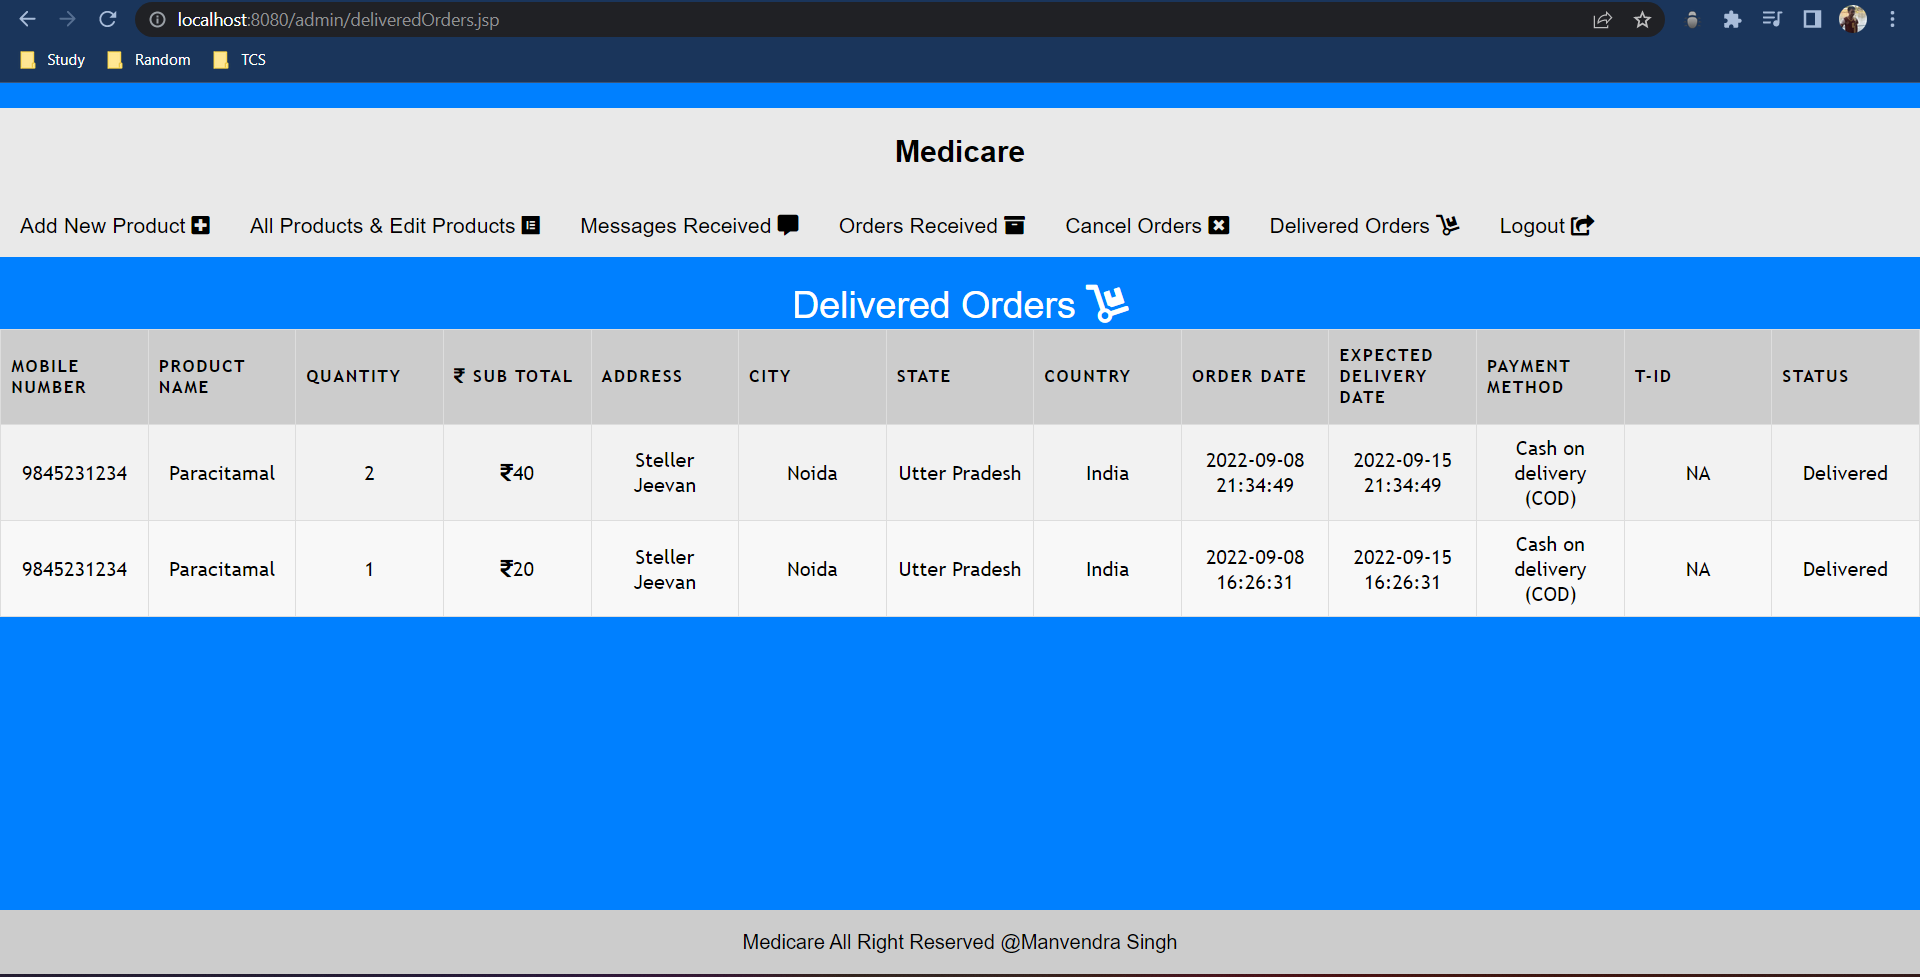 localhost:8080/admin/deliveredOrders.jsp
Study Random TCS
Medicare
Add New Product All Products & Edit Products Messages Received Orders Received Cancel Orders Delivered Orders Logout
Delivered Orders
MOBILE NUMBER PRODUCT NAME QUANTITY ₹ SUB TOTAL ADDRESS CITY STATE COUNTRY ORDER DATE EXPECTED DELIVERY DATE PAYMENT METHOD T-ID STATUS
9845231234 Paracitamal 2 ₹40 Steller Jeevan Noida Utter Pradesh India 2022-09-08 21:34:49 2022-09-15 21:34:49 Cash on delivery (COD) NA Delivered
9845231234 Paracitamal 1 ₹20 Steller Jeevan Noida Utter Pradesh India 2022-09-08 16:26:31 2022-09-15 16:26:31 Cash on delivery (COD) NA Delivered
Medicare All Right Reserved @Manvendra Singh